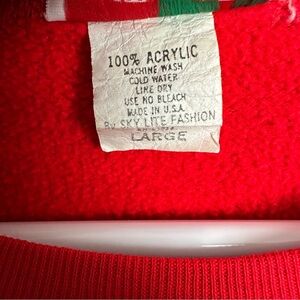 100% ACRYLIC
MACHINE WASH
COLD WATER
LINE DRY
USE NO BLEACH
MADE IN U.S.A.
By SKY LITE FASHION
LARGE